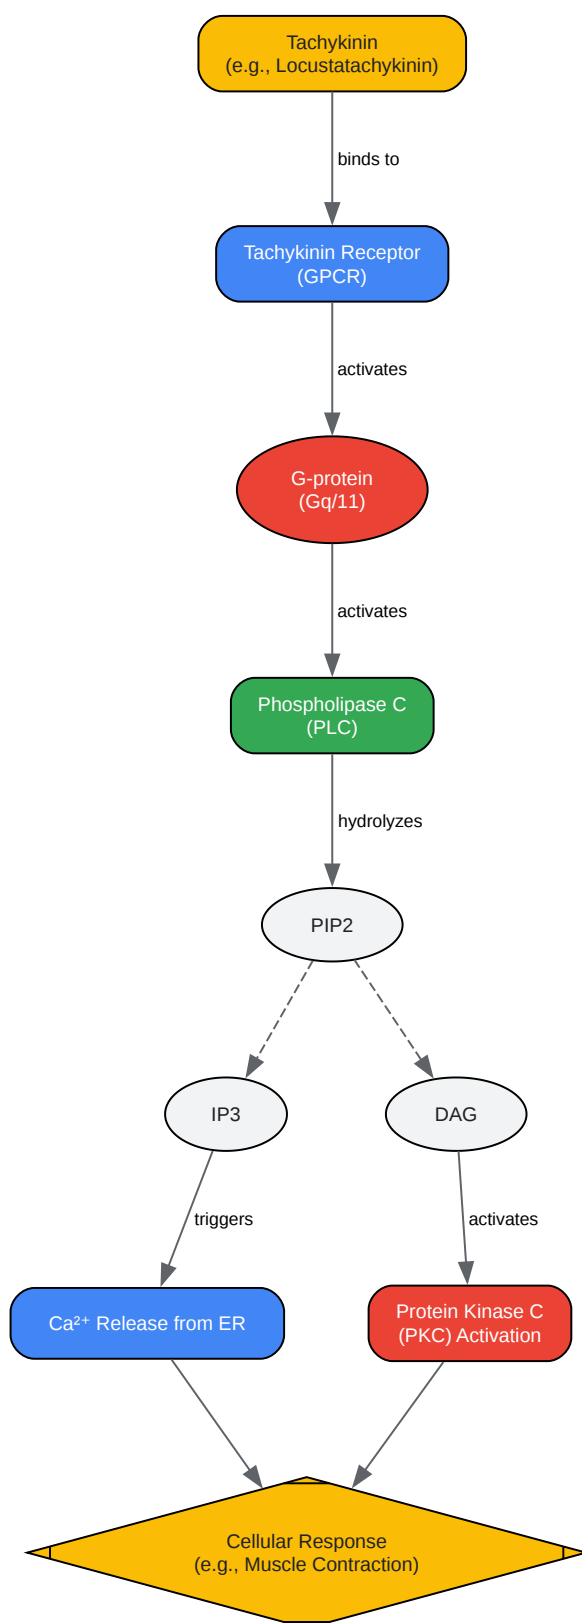 Tachykinin
(e.g., Locustatachykinin)
binds to
Tachykinin Receptor
(GPCR)
activates
G-protein
(Gq/11)
activates
Phospholipase C
(PLC)
hydrolyzes
PIP2
IP3
DAG
triggers
activates
Ca²⁺ Release from ER
Protein Kinase C
(PKC) Activation
Cellular Response
(e.g., Muscle Contraction)